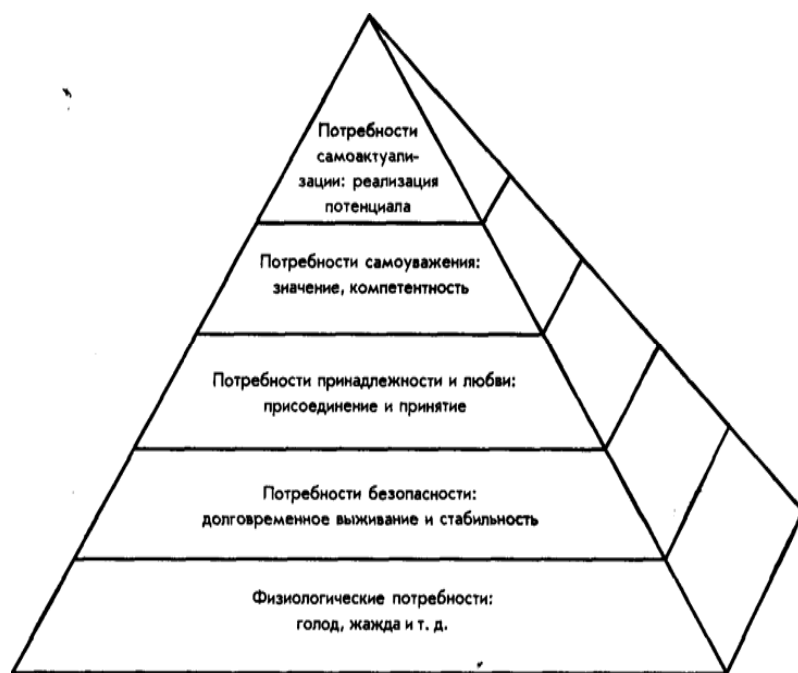 Потребности
самоактуали-
зации: реализация
потенциала
Потребности самоуважения:
значение, компетентность
Потребности принадлежности и любви:
присоединение и принятие
Потребности безопасности:
долговременное выживание и стабильность
Физиологические потребности:
голод, жажда и т. д.